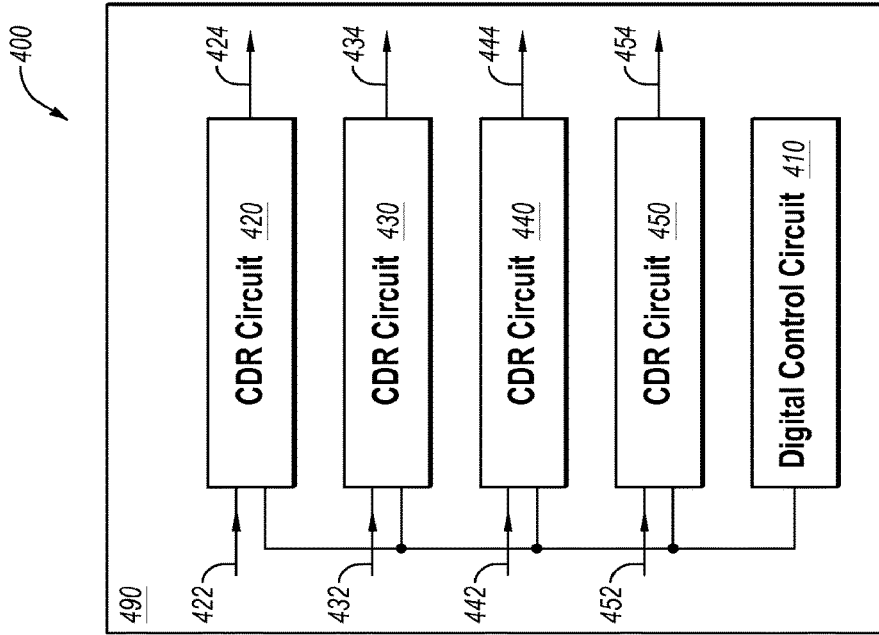 400
490
422
CDR Circuit 420
424
432
CDR Circuit 430
434
442
CDR Circuit 440
444
452
CDR Circuit 450
454
Digital Control Circuit 410